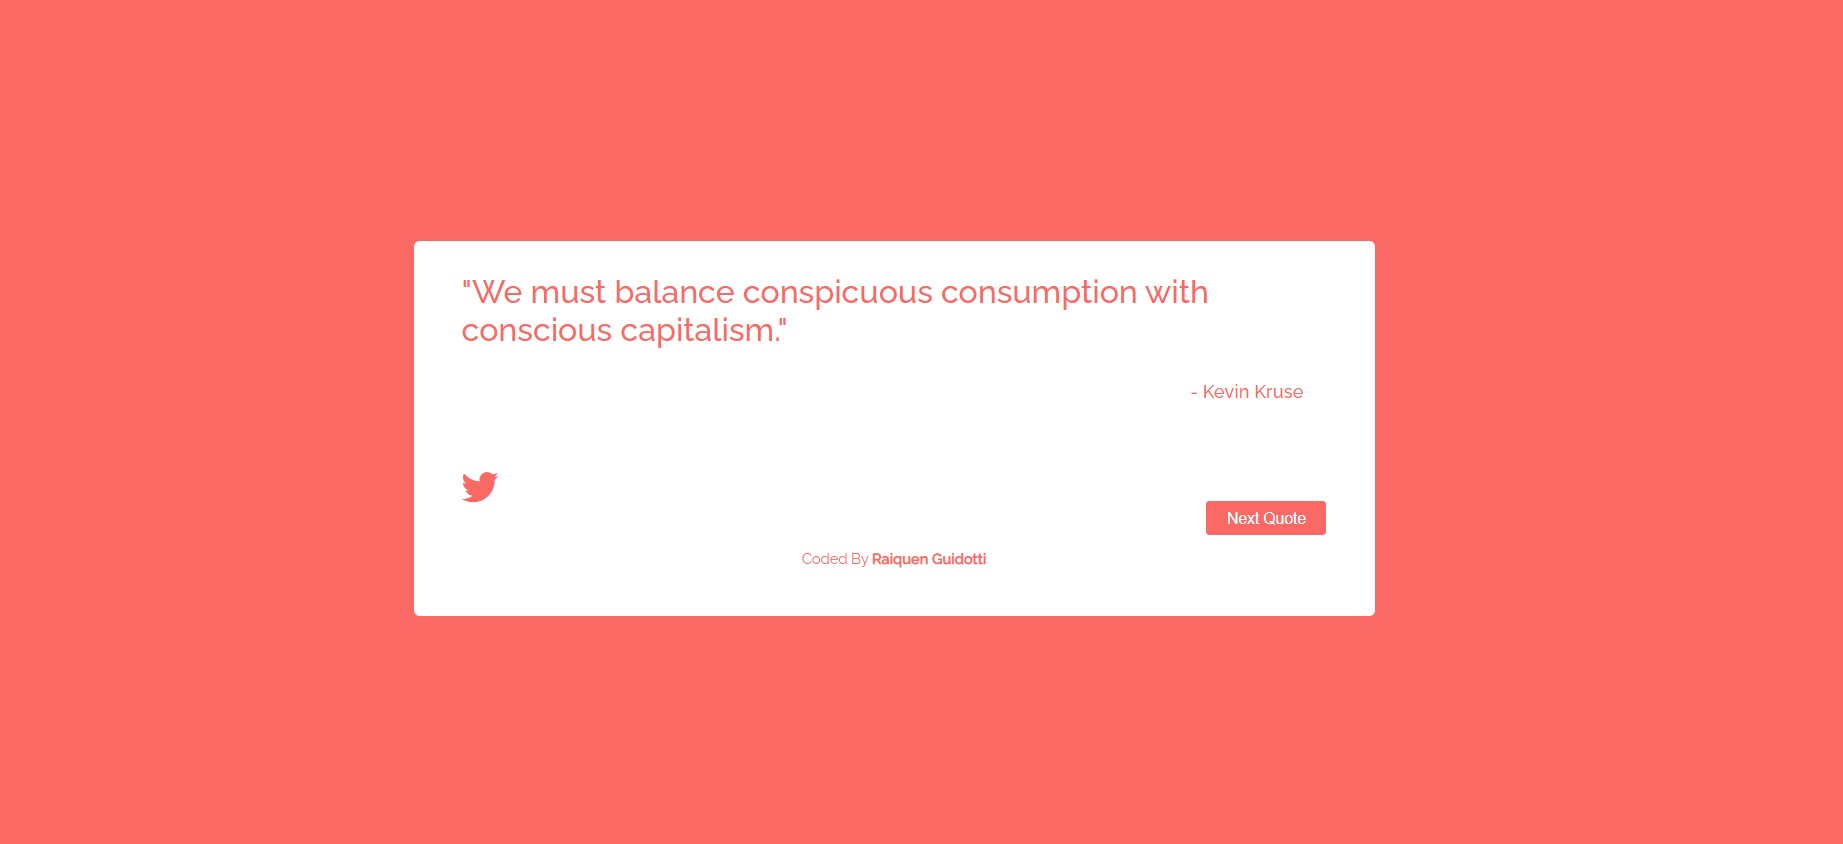 "We must balance conspicuous consumption with
conscious capitalism."
- Kevin Kruse
Next Quote
Coded By Raiquen Guidotti